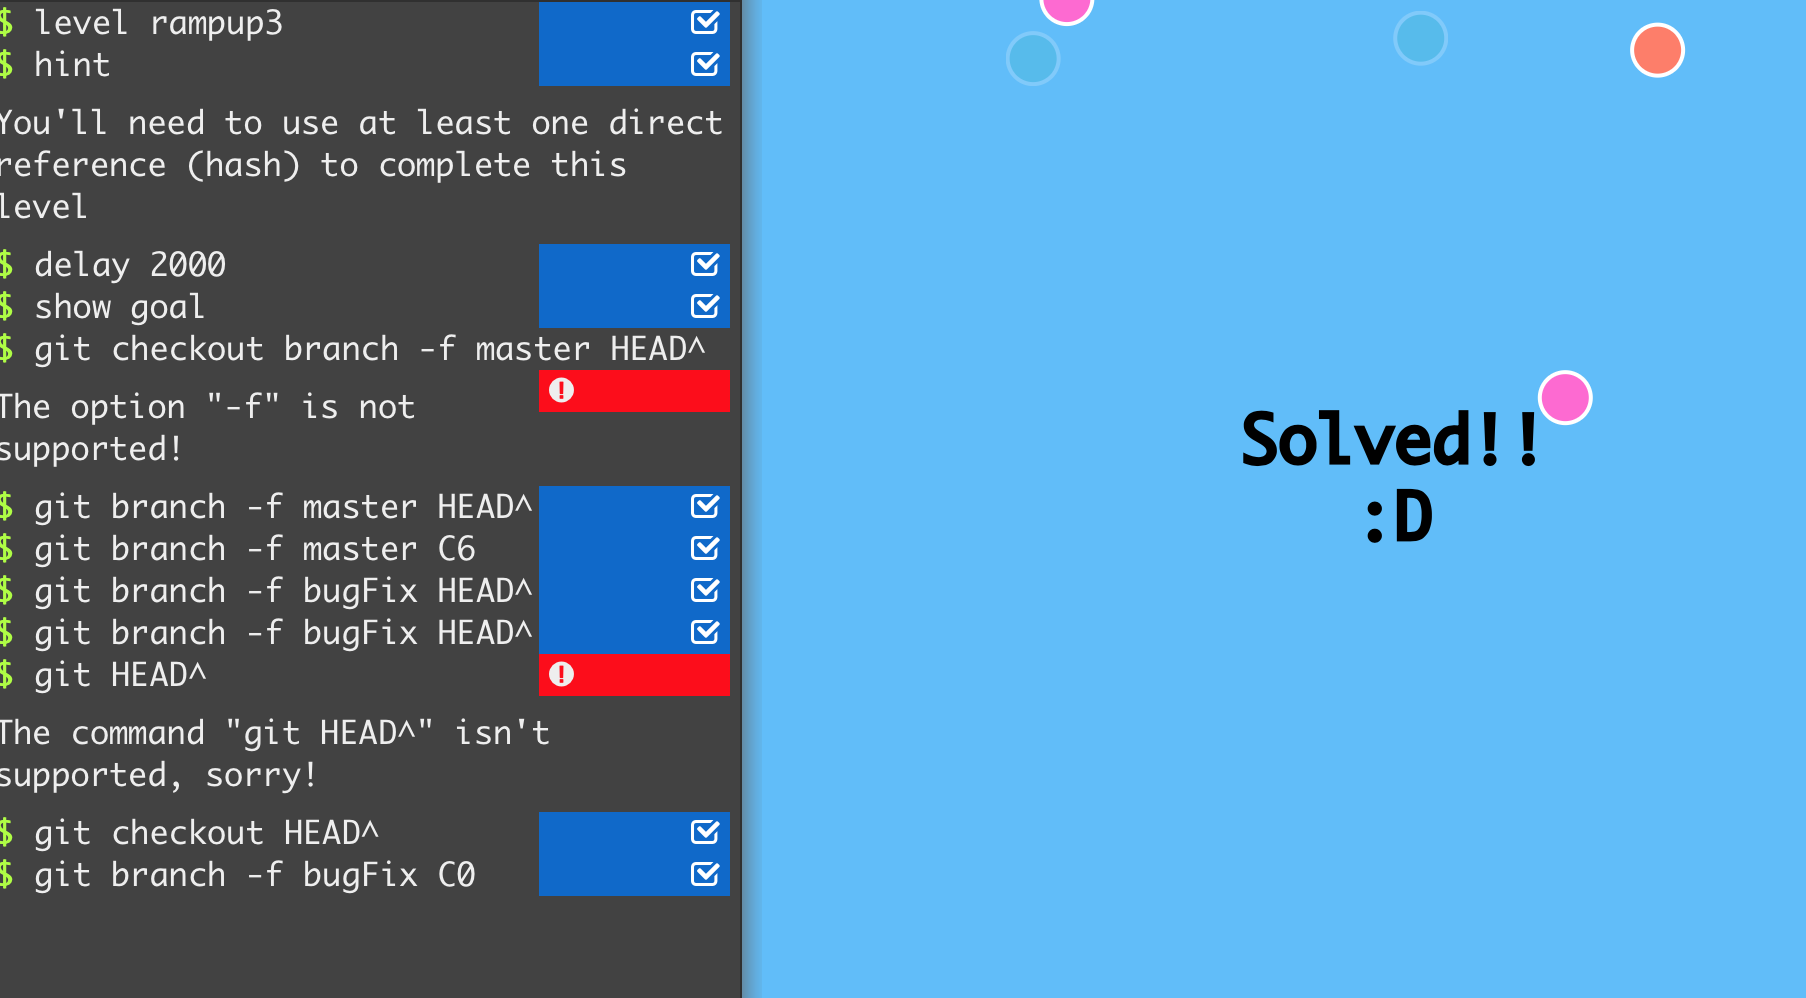 $ level rampup3
$ hint
You'll need to use at least one direct
reference (hash) to complete this
level
$ delay 2000
$ show goal
$ git checkout branch -f master HEAD^
The option "-f" is not
supported!
$ git branch -f master HEAD^
$ git branch -f master C6
$ git branch -f bugFix HEAD^
$ git branch -f bugFix HEAD^
$ git HEAD^
The command "git HEAD^" isn't
supported, sorry!
$ git checkout HEAD^
$ git branch -f bugFix C0
Solved!!
:D